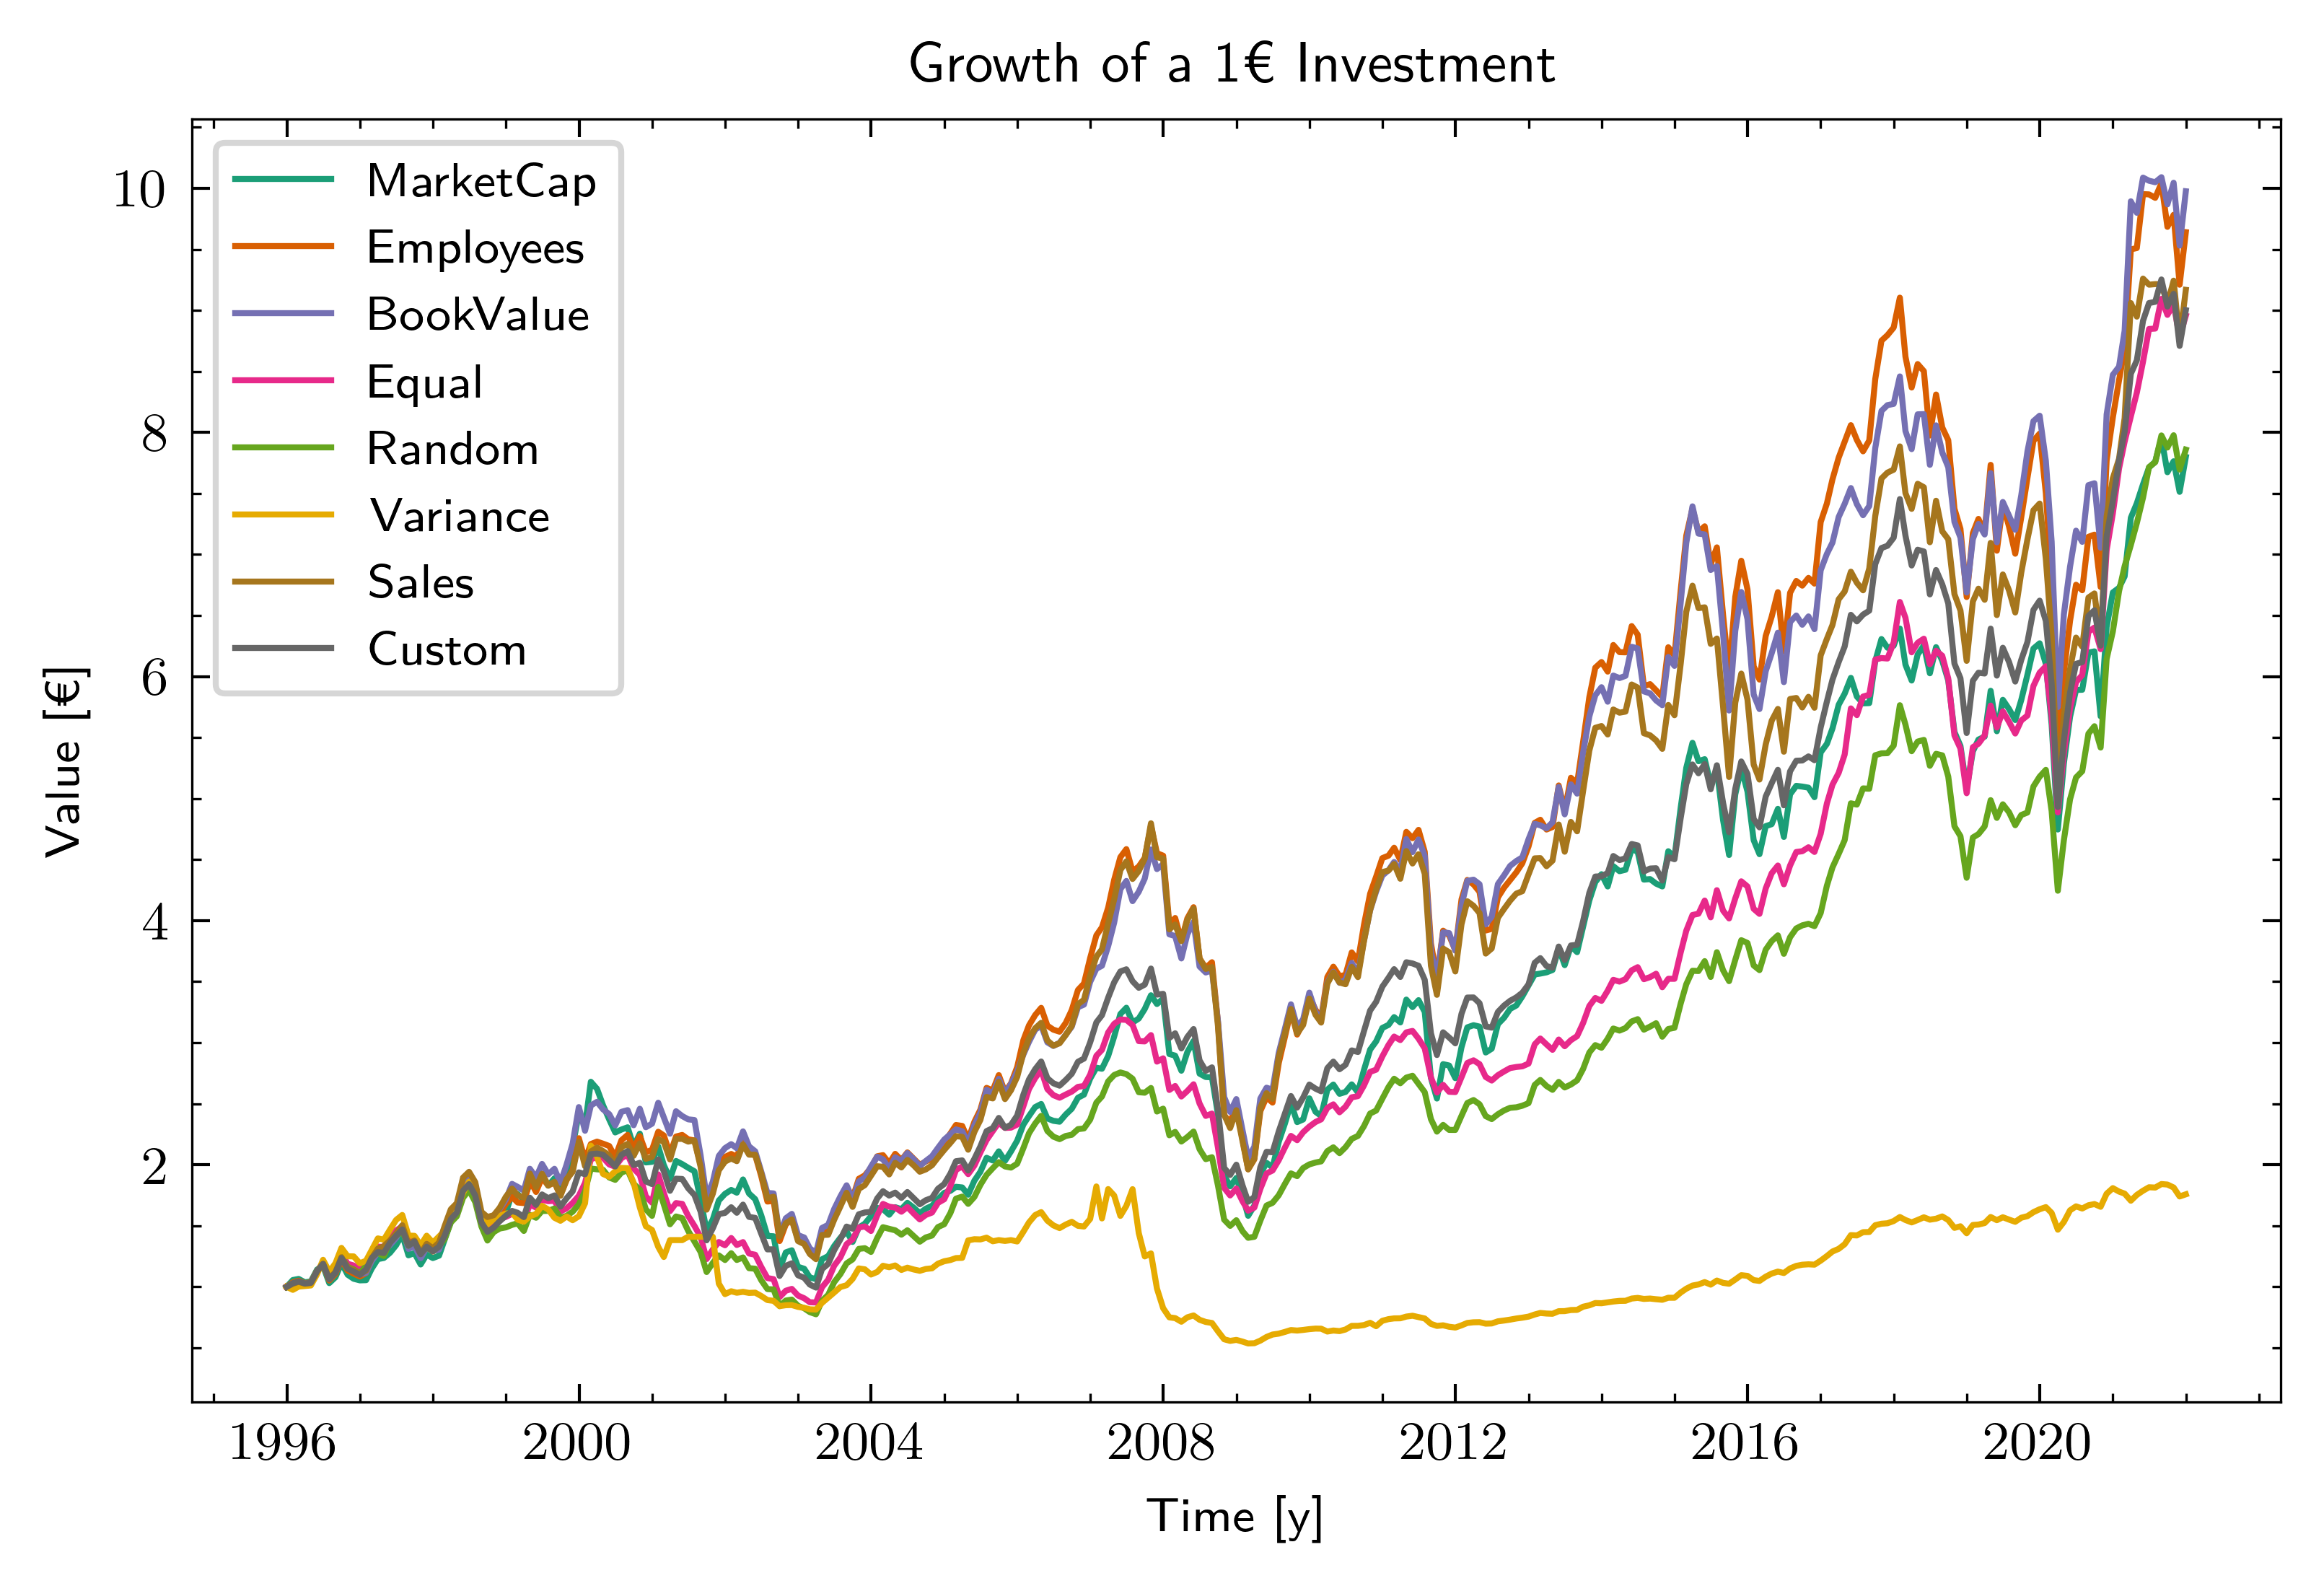 Growth of a 1€ Investment
MarketCap
Employees
BookValue
Equal
Random
Variance
Sales
Custom
10
8
6
4
2
Value [€]
1996 2000 2004 2008 2012 2016 2020
Time [y]